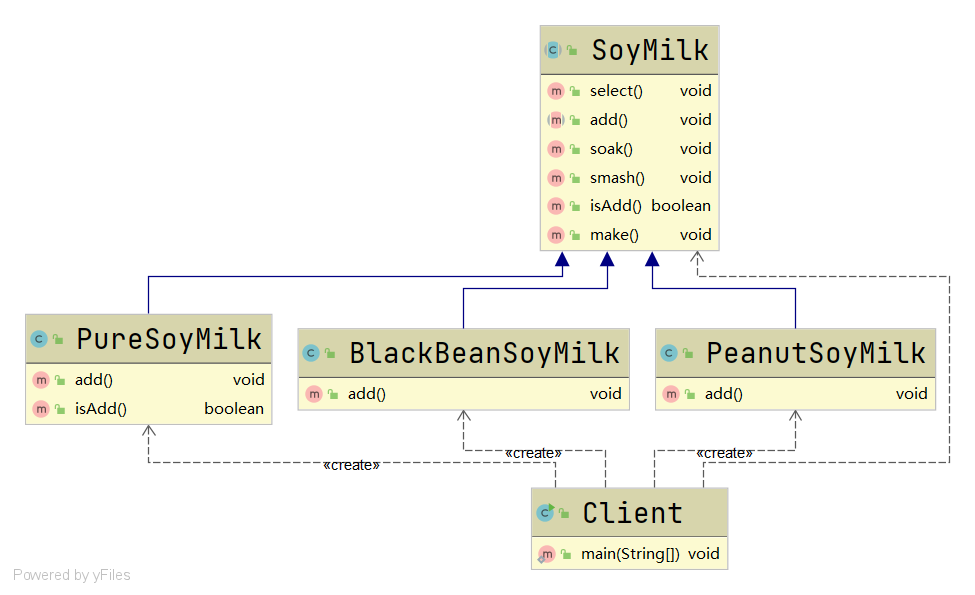 SoyMilk
select() void
add() void
soak() void
smash() void
isAdd() boolean
make() void
PureSoyMilk
add() void
isAdd() boolean
BlackBeanSoyMilk
add() void
PeanutSoyMilk
add() void
«create»
«create»
«create»
Client
main(String[]) void
Powered by yFiles